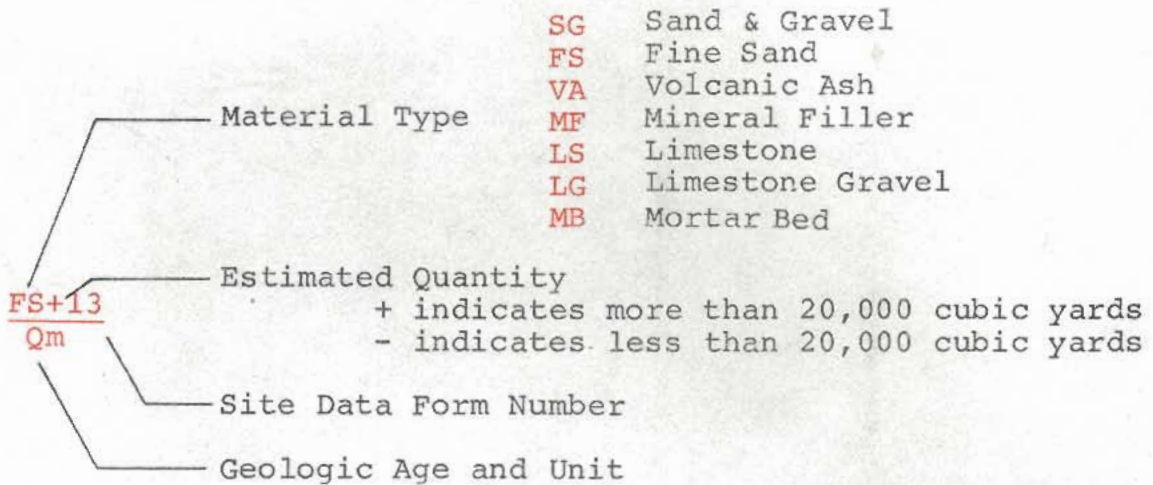 SG Sand & Gravel
FS Fine Sand
VA Volcanic Ash
Material Type MF Mineral Filler
LS Limestone
LG Limestone Gravel
MB Mortar Bed
Estimated Quantity
+ indicates more than 20,000 cubic yards
- indicates less than 20,000 cubic yards
FS+13
Qm
Site Data Form Number
Geologic Age and Unit